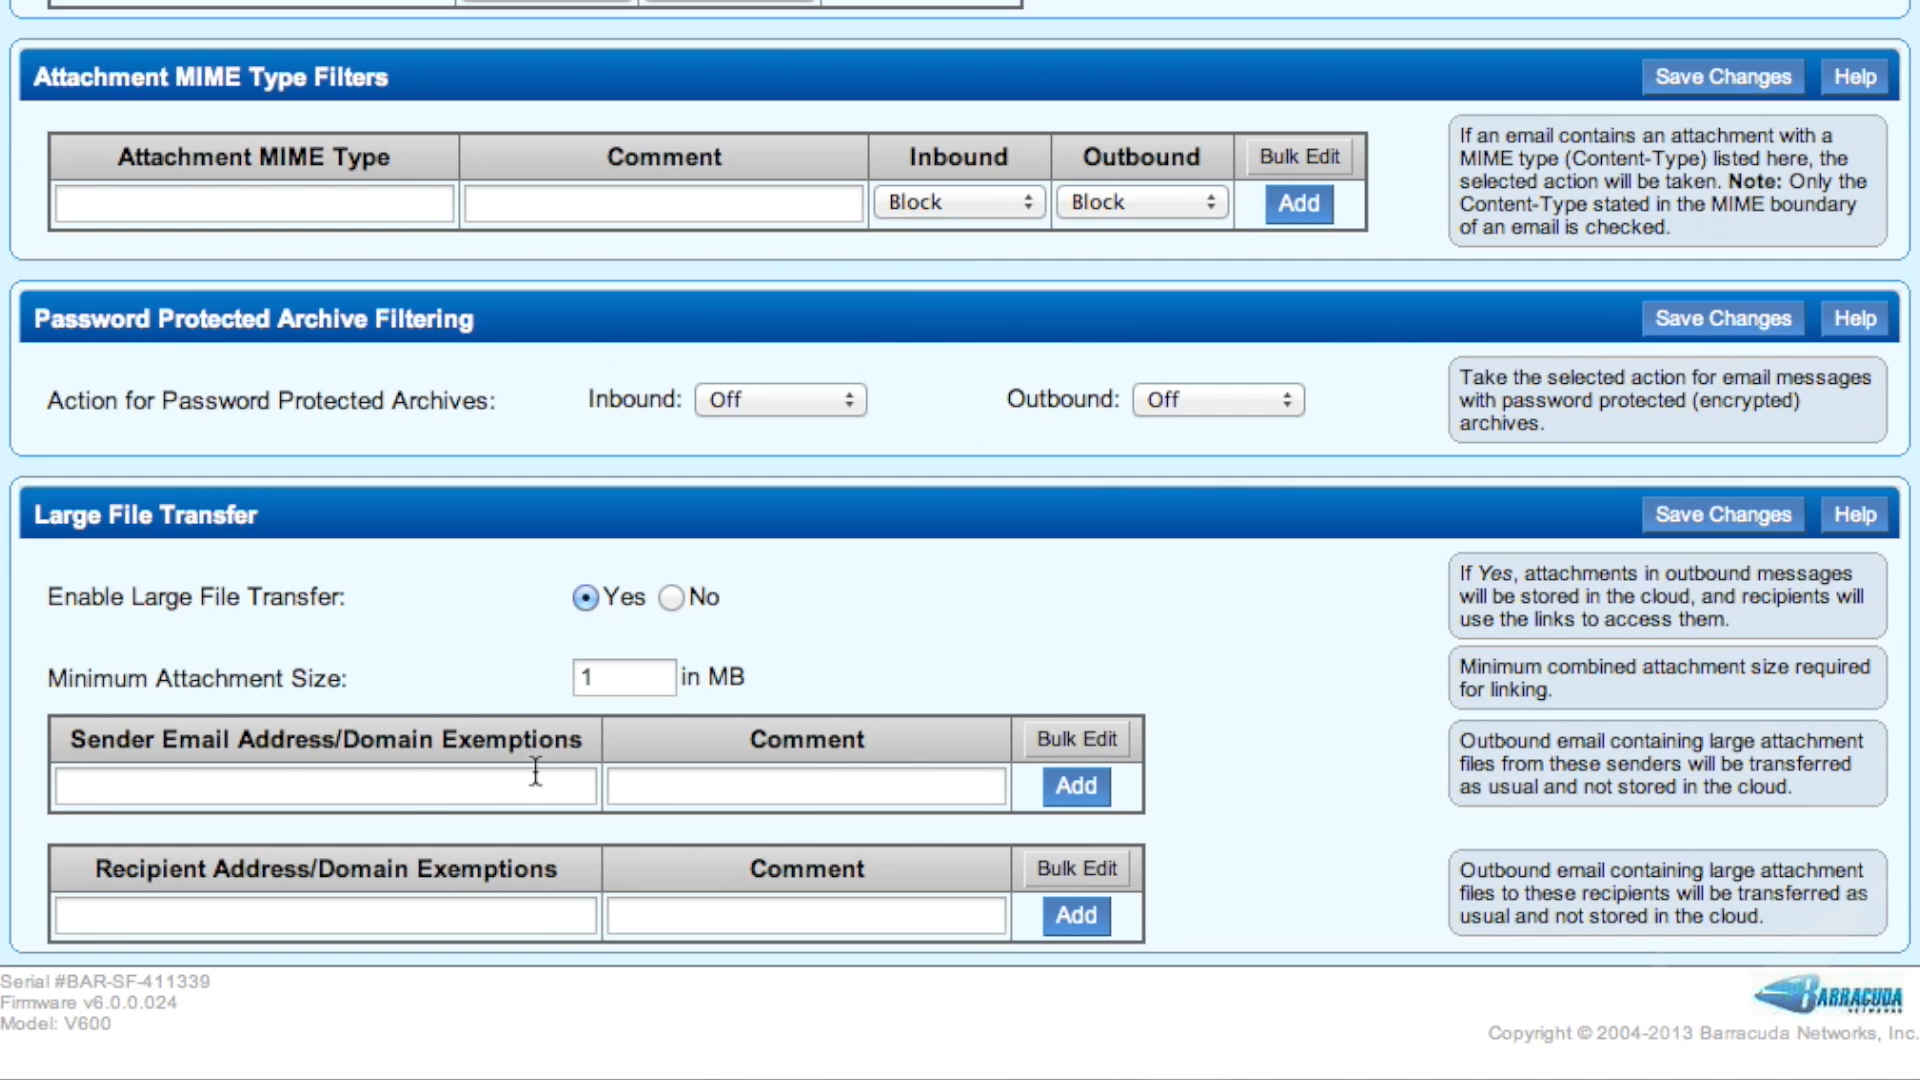 Attachment MIME Type Filters
Save Changes
Help
Attachment MIME Type
Comment
Inbound
Outbound
Bulk Edit
Block
Block
Add
If an email contains an attachment with a
MIME type (Content-Type) listed here, the
selected action will be taken. Note: Only the
Content-Type stated in the MIME boundary
of an email is checked.
Password Protected Archive Filtering
Save Changes
Help
Action for Password Protected Archives:
Inbound:
Off
Outbound:
Off
Take the selected action for email messages
with password protected (encrypted)
archives.
Large File Transfer
Save Changes
Help
Enable Large File Transfer:
Yes
No
If Yes, attachments in outbound messages
will be stored in the cloud, and recipients will
use the links to access them.
Minimum Attachment Size:
1
in MB
Minimum combined attachment size required
for linking.
Sender Email Address/Domain Exemptions
Comment
Bulk Edit
Add
Outbound email containing large attachment
files from these senders will be transferred
as usual and not stored in the cloud.
Recipient Address/Domain Exemptions
Comment
Bulk Edit
Add
Outbound email containing large attachment
files to these recipients will be transferred as
usual and not stored in the cloud.
Serial #BAR-SF-411339
Firmware v6.0.0.024
Model: V600
BARRACUDA
NETWORKS
Copyright © 2004-2013 Barracuda Networks, Inc.